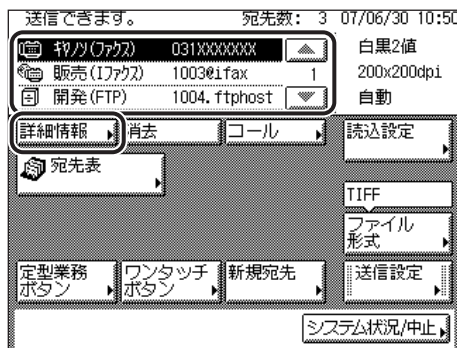 送信できます。 宛先数: 3 07/06/30 10:50
ｷﾔﾉﾝ(ﾌｧｸｽ) 031XXXXXXX 白黒2値
販売(Iﾌｧｸｽ) 1003@ifax 1 200x200dpi
開発(FTP) 1004.ftphost 自動
詳細情報 消去 コール 読込設定
宛先表
TIFF
ファイル
形式
定型業務
ボタン
ワンタッチ
ボタン
新規宛先
送信設定
システム状況/中止